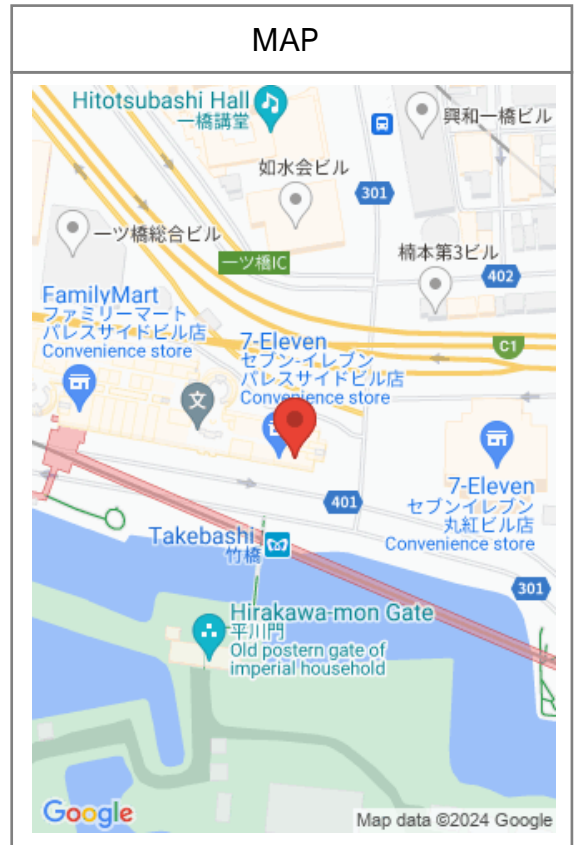 MAP
Hitotsubashi Hall
一橋講堂
興和一橋ビル
如水会ビル
301
一ツ橋総合ビル
一ツ橋IC
楠本第3ビル
402
FamilyMart
ファミリーマート
パレスサイドビル店
Convenience store
7-Eleven
セブン-イレブン
パレスサイドビル店
Convenience store
C1
文
401
7-Eleven
セブンイレブン
丸紅ビル店
Convenience store
Takebashi
竹橋
301
Hirakawa-mon Gate
平川門
Old postern gate of
imperial household
Google
Map data ©2024 Google